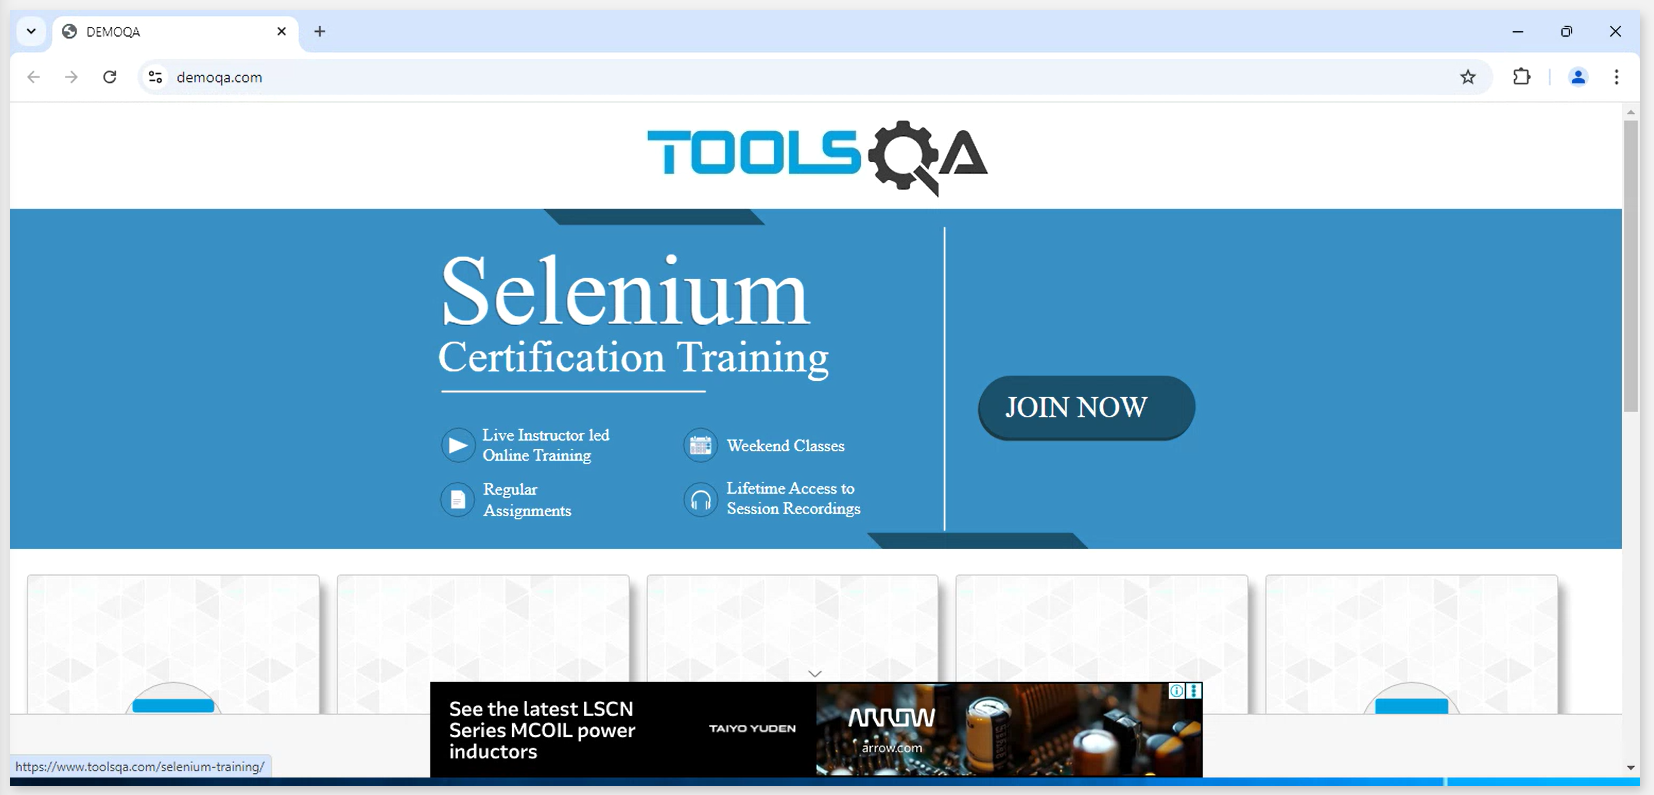 DEMOQA
demoqa.com
TOOLSQA
Selenium
Certification Training
JOIN NOW
Live Instructor led
Online Training
Weekend Classes
Regular
Assignments
Lifetime Access to
Session Recordings
See the latest LSCN
Series MCOIL power
inductors
TAIYO YUDEN
ARROW
arrow.com
https://www.toolsqa.com/selenium-training/